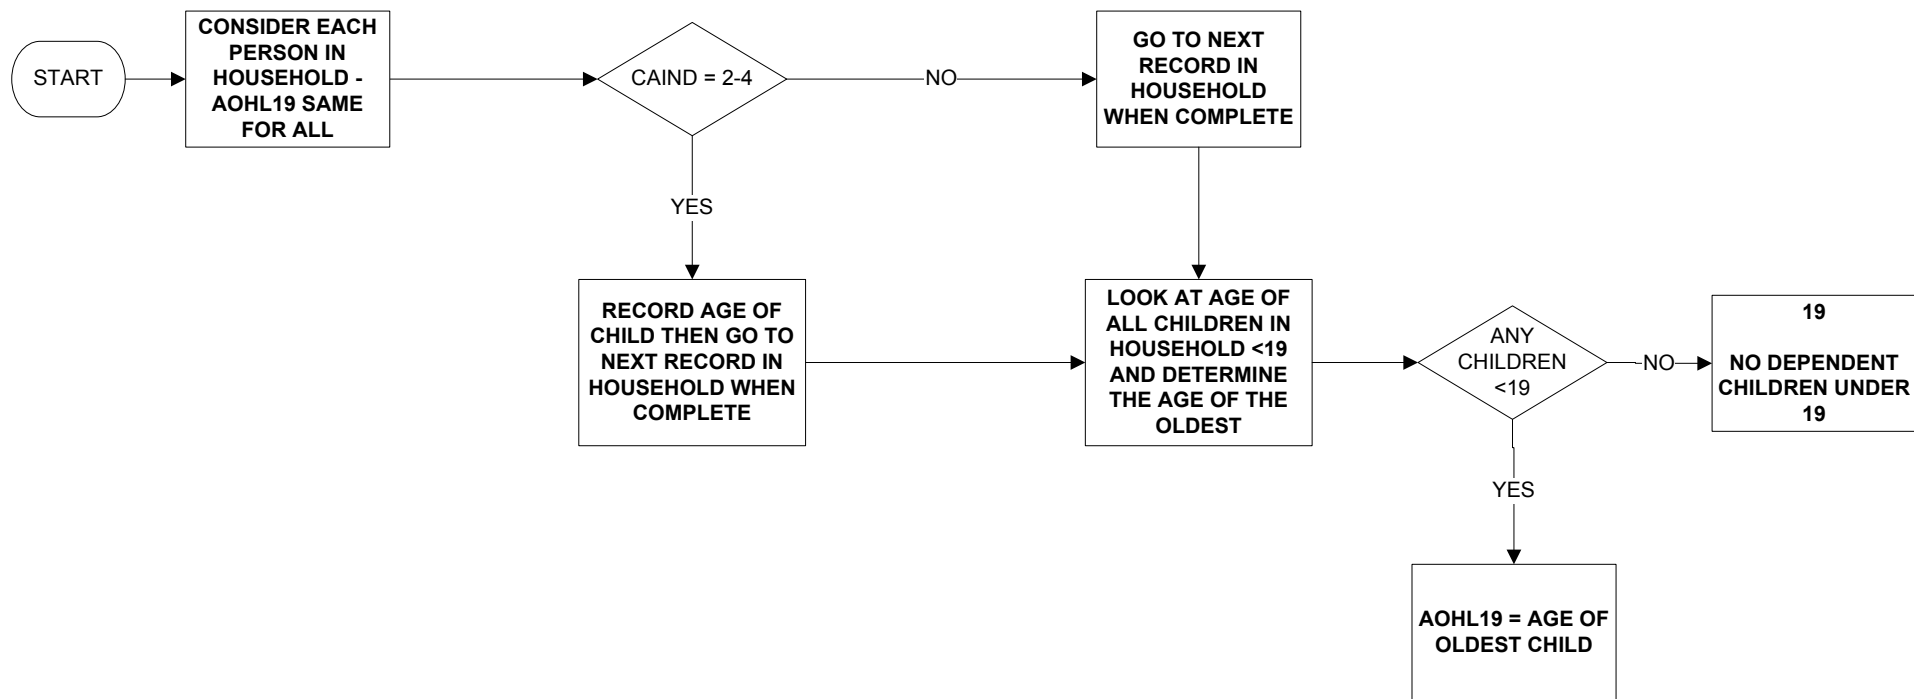 START
CONSIDER EACH
PERSON IN
HOUSEHOLD -
AOHL19 SAME
FOR ALL
CAIND = 2-4
NO
GO TO NEXT
RECORD IN
HOUSEHOLD
WHEN COMPLETE
YES
RECORD AGE OF
CHILD THEN GO TO
NEXT RECORD IN
HOUSEHOLD WHEN
COMPLETE
LOOK AT AGE OF
ALL CHILDREN IN
HOUSEHOLD <19
AND DETERMINE
THE AGE OF THE
OLDEST
ANY
CHILDREN
<19
NO
19
NO DEPENDENT
CHILDREN UNDER
19
YES
AOHL19 = AGE OF
OLDEST CHILD